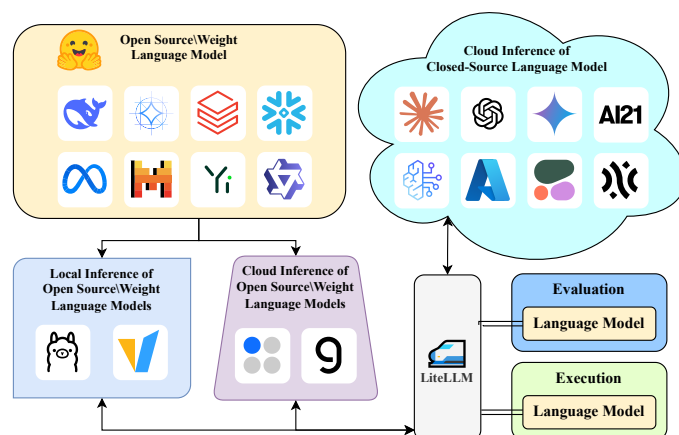 Open Source\Weight
Language Model
Cloud Inference of
Closed-Source Language Model
AI21
Yi
Local Inference of
Open Source\Weight
Language Models
Cloud Inference of
Open Source\Weight
Language Models
LiteLLM
Evaluation
Language Model
Execution
Language Model